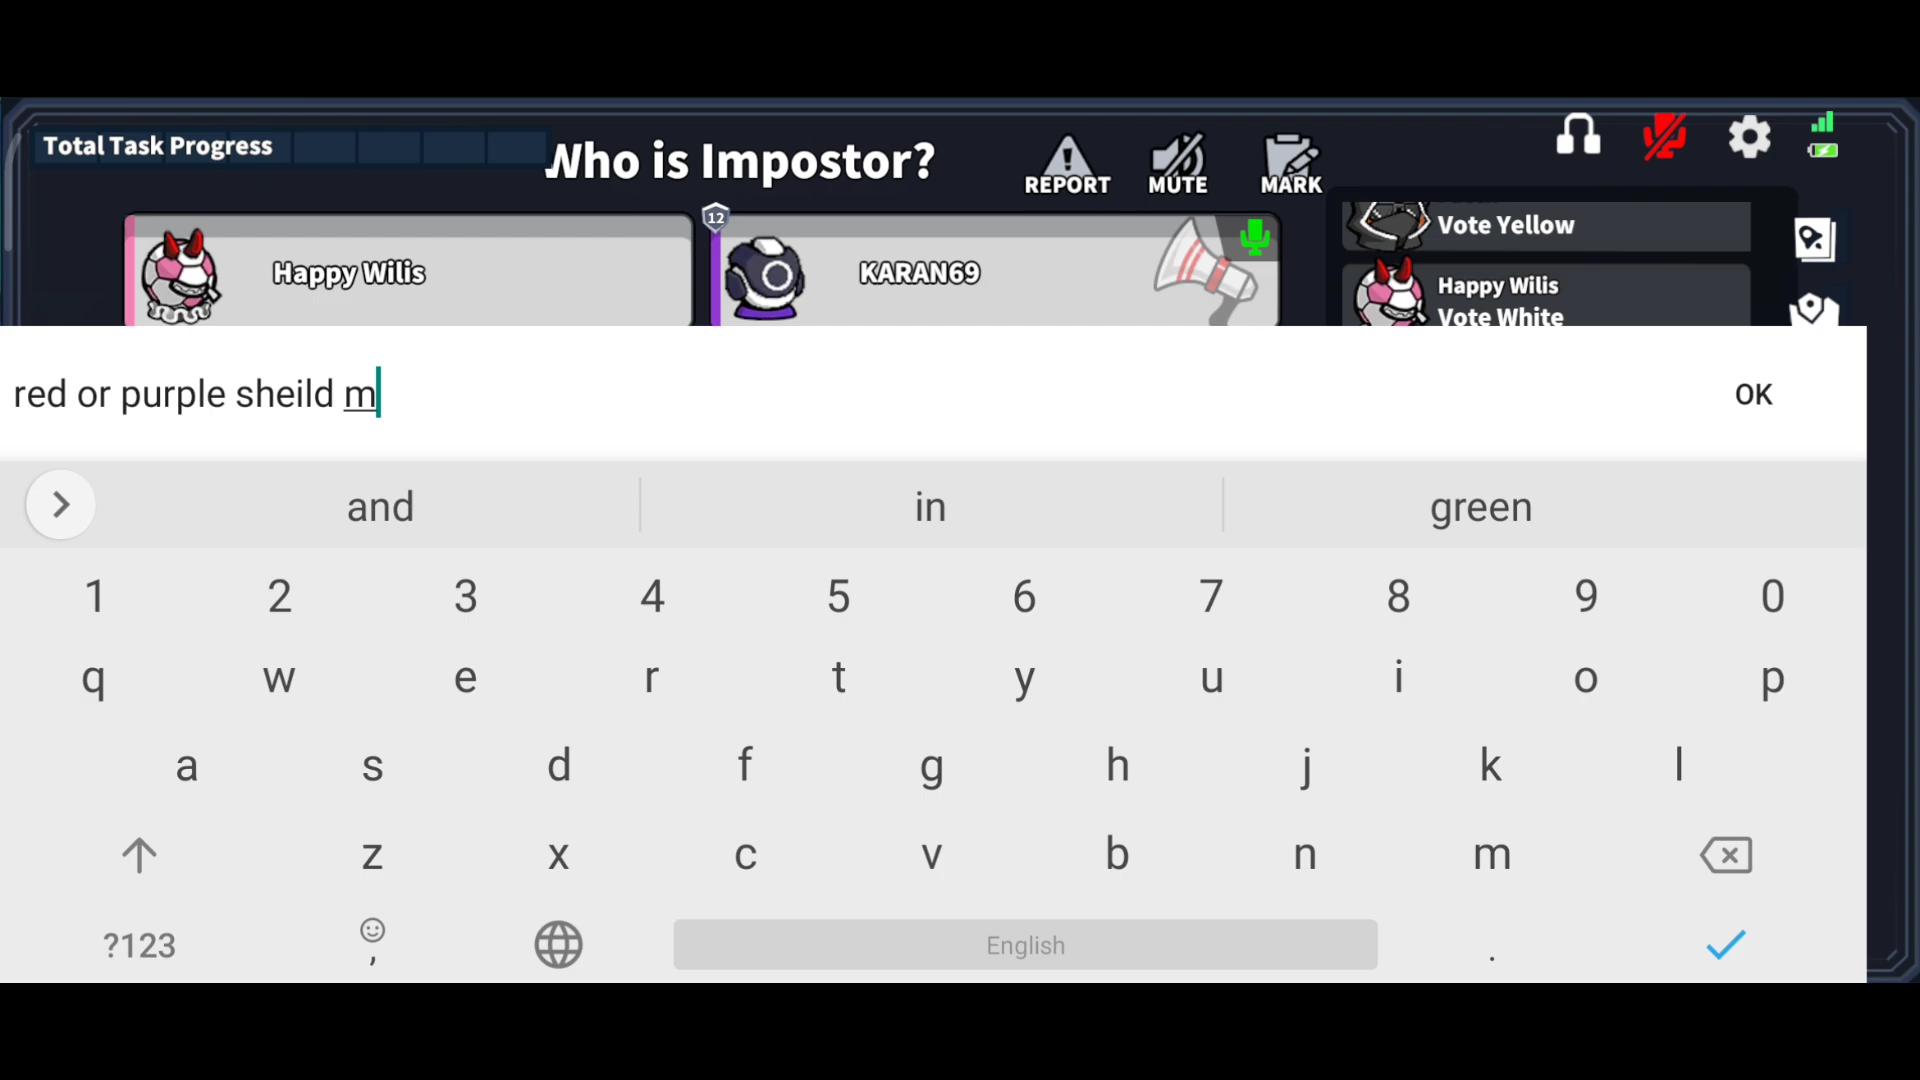 Total Task Progress
Who is Impostor?
REPORT
MUTE
MARK
12
Happy Wilis
KARAN69
Vote Yellow
Happy Wilis
Vote White
red or purple sheild m
OK
and in green
1 2 3 4 5 6 7 8 9 0
q w e r t y u i o p
a s d f g h j k l
z x c v b n m
?123 , English .